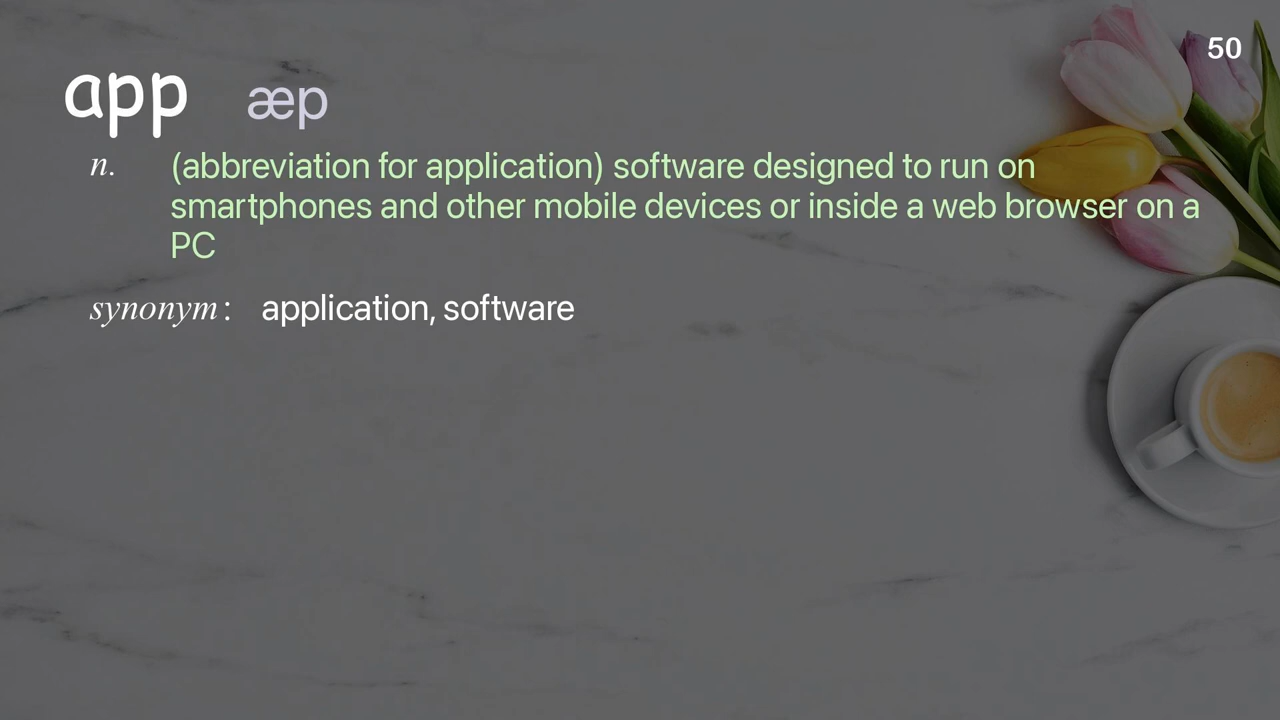 50
app æp
n. (abbreviation for application) software designed to run on
smartphones and other mobile devices or inside a web browser on a
PC
synonym: application, software